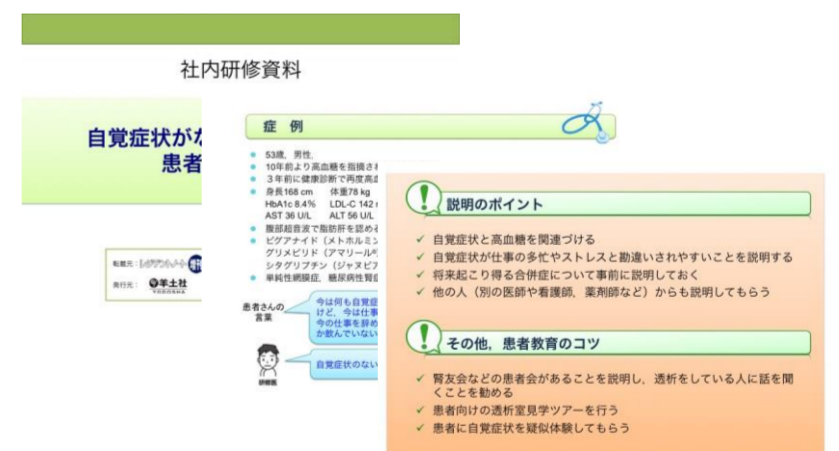 社内研修資料
自覚症状がな
患者
転載元：レジデントノート 増
発行元：羊土社
YODOSHA
症 例
53歳，男性．
10年前より高血糖を指摘され
３年前に健康診断で再度高血
身長168 cm 体重78 kg
HbA1c 8.4% LDL-C 142
AST 36 U/L ALT 56 U/L
腹部超音波で脂肪肝を認める
ビグアナイド（メトホルミン
グリメピリド（アマリール®
シタグリプチン（ジャヌビア
単純性網膜症，糖尿病性腎症
患者さんの
言葉
今は何も自覚症
けど，今は仕事
今の仕事を辞め
か飲んでいない
研修医
自覚症状のない
説明のポイント
✓ 自覚症状と高血糖を関連づける
✓ 自覚症状が仕事の多忙やストレスと勘違いされやすいことを説明する
✓ 将来起こり得る合併症について事前に説明しておく
✓ 他の人（別の医師や看護師，薬剤師など）からも説明してもらう
その他，患者教育のコツ
✓ 腎友会などの患者会があることを説明し，透析をしている人に話を聞
くことを勧める
✓ 患者向けの透析室見学ツアーを行う
✓ 患者に自覚症状を疑似体験してもらう